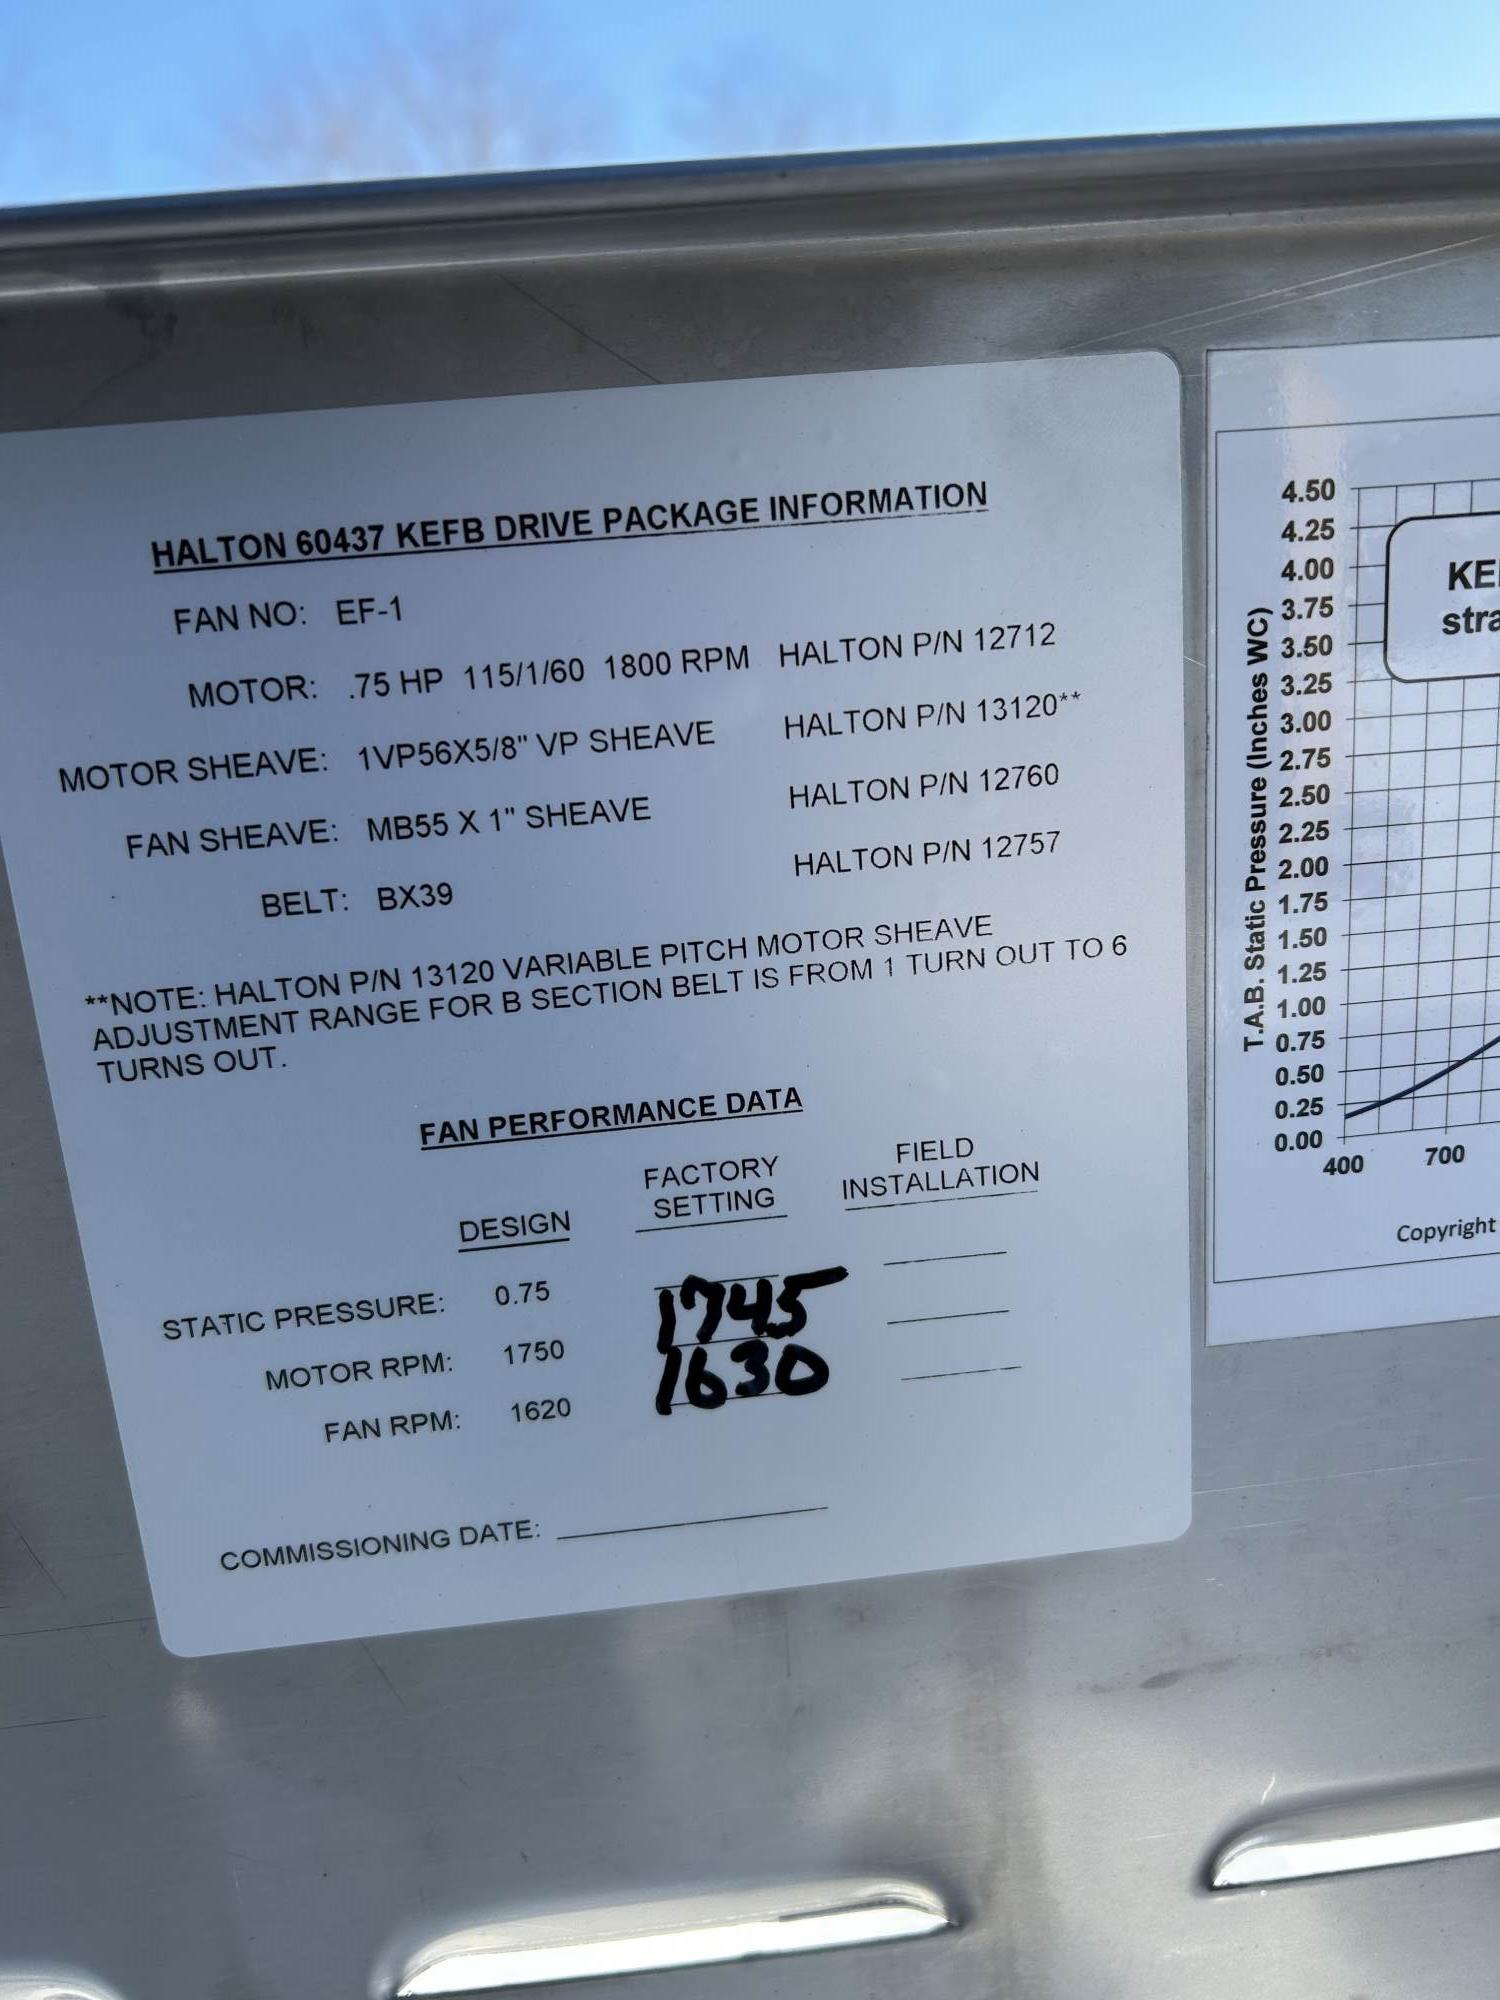 HALTON 60437 KEFB DRIVE PACKAGE INFORMATION
FAN NO: EF-1
MOTOR: .75 HP 115/1/60 1800 RPM HALTON P/N 12712
MOTOR SHEAVE: 1VP56X5/8" VP SHEAVE HALTON P/N 13120**
FAN SHEAVE: MB55 X 1" SHEAVE HALTON P/N 12760
BELT: BX39 HALTON P/N 12757
**NOTE: HALTON P/N 13120 VARIABLE PITCH MOTOR SHEAVE
ADJUSTMENT RANGE FOR B SECTION BELT IS FROM 1 TURN OUT TO 6
TURNS OUT.
FAN PERFORMANCE DATA
DESIGN
FACTORY
SETTING
FIELD
INSTALLATION
STATIC PRESSURE: 0.75
MOTOR RPM: 1750 1745
FAN RPM: 1620 1630
COMMISSIONING DATE:
T.A.B. Static Pressure (Inches WC)
4.50
4.25
4.00
3.75
3.50
3.25
3.00
2.75
2.50
2.25
2.00
1.75
1.50
1.25
1.00
0.75
0.50
0.25
0.00
400 700
Copyright